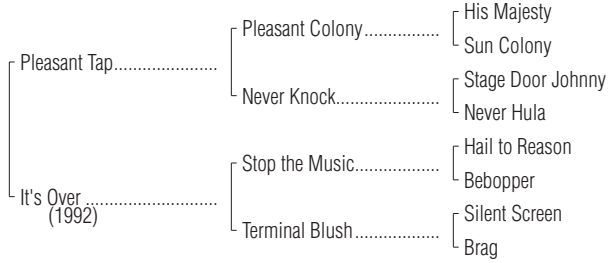 His Majesty
Pleasant Colony.................
Sun Colony
Pleasant Tap.......................
Stage Door Johnny
Never Knock.......................
Never Hula
Hail to Reason
Stop the Music...................
Bebopper
It's Over .............................
(1992)
Silent Screen
Terminal Blush...................
Brag